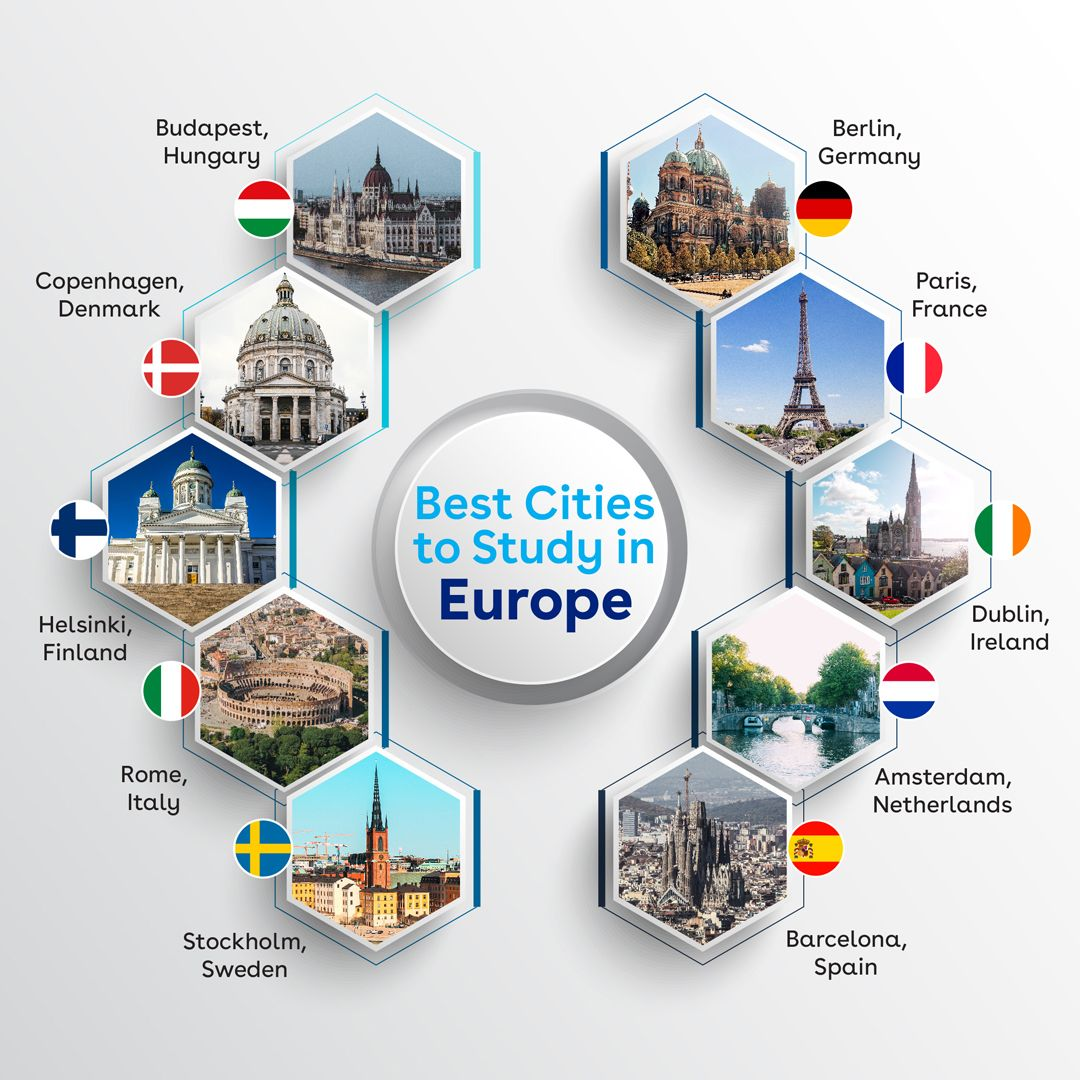 Budapest,
Hungary
Copenhagen,
Denmark
Helsinki,
Finland
Rome,
Italy
Stockholm,
Sweden
Best Cities
to Study in
Europe
Berlin,
Germany
Paris,
France
Dublin,
Ireland
Amsterdam,
Netherlands
Barcelona,
Spain